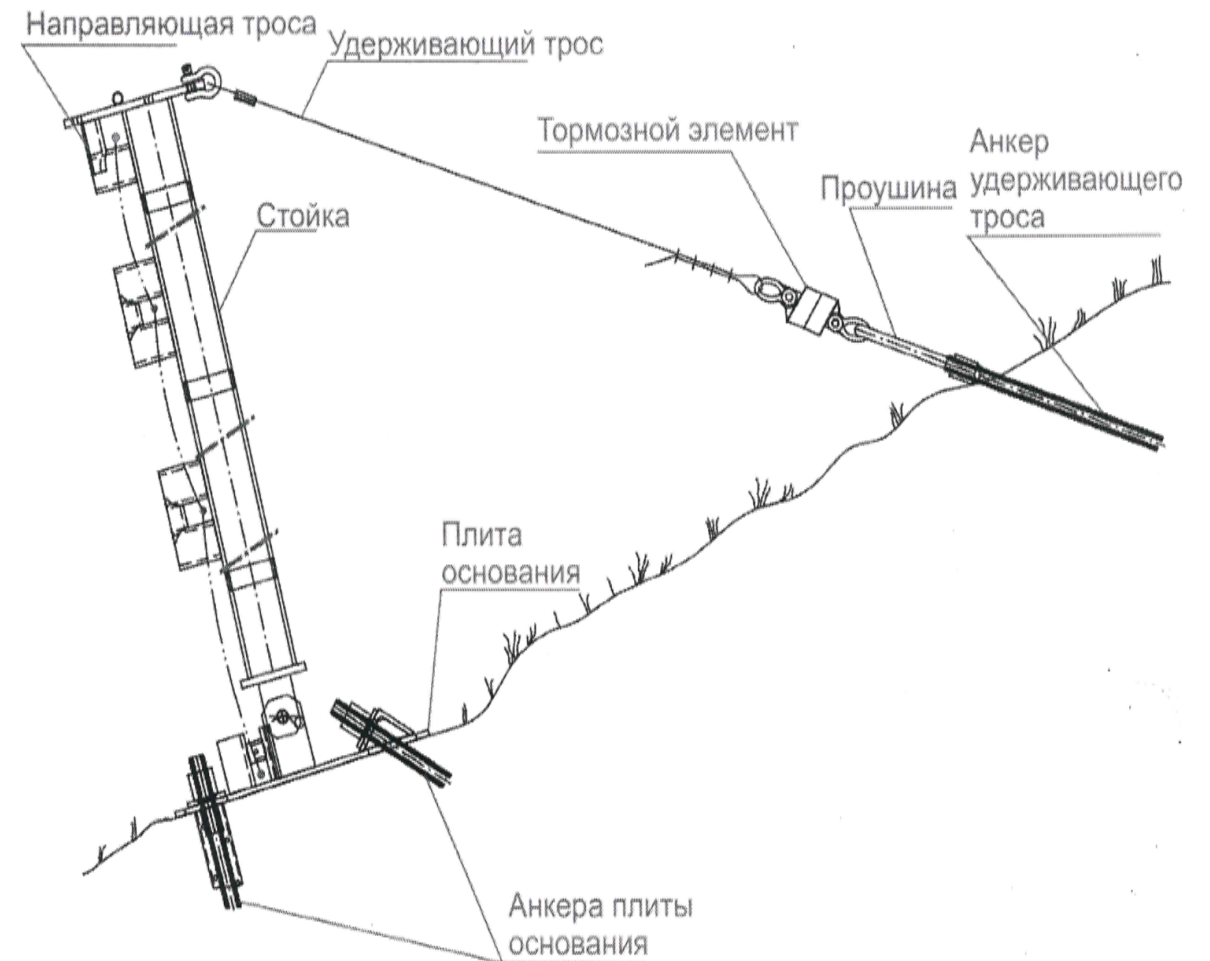 Направляющая троса
Удерживающий трос
Тормозной элемент
Анкер
удерживающего
троса
Проушина
Стойка
Плита
основания
Анкера плиты
основания